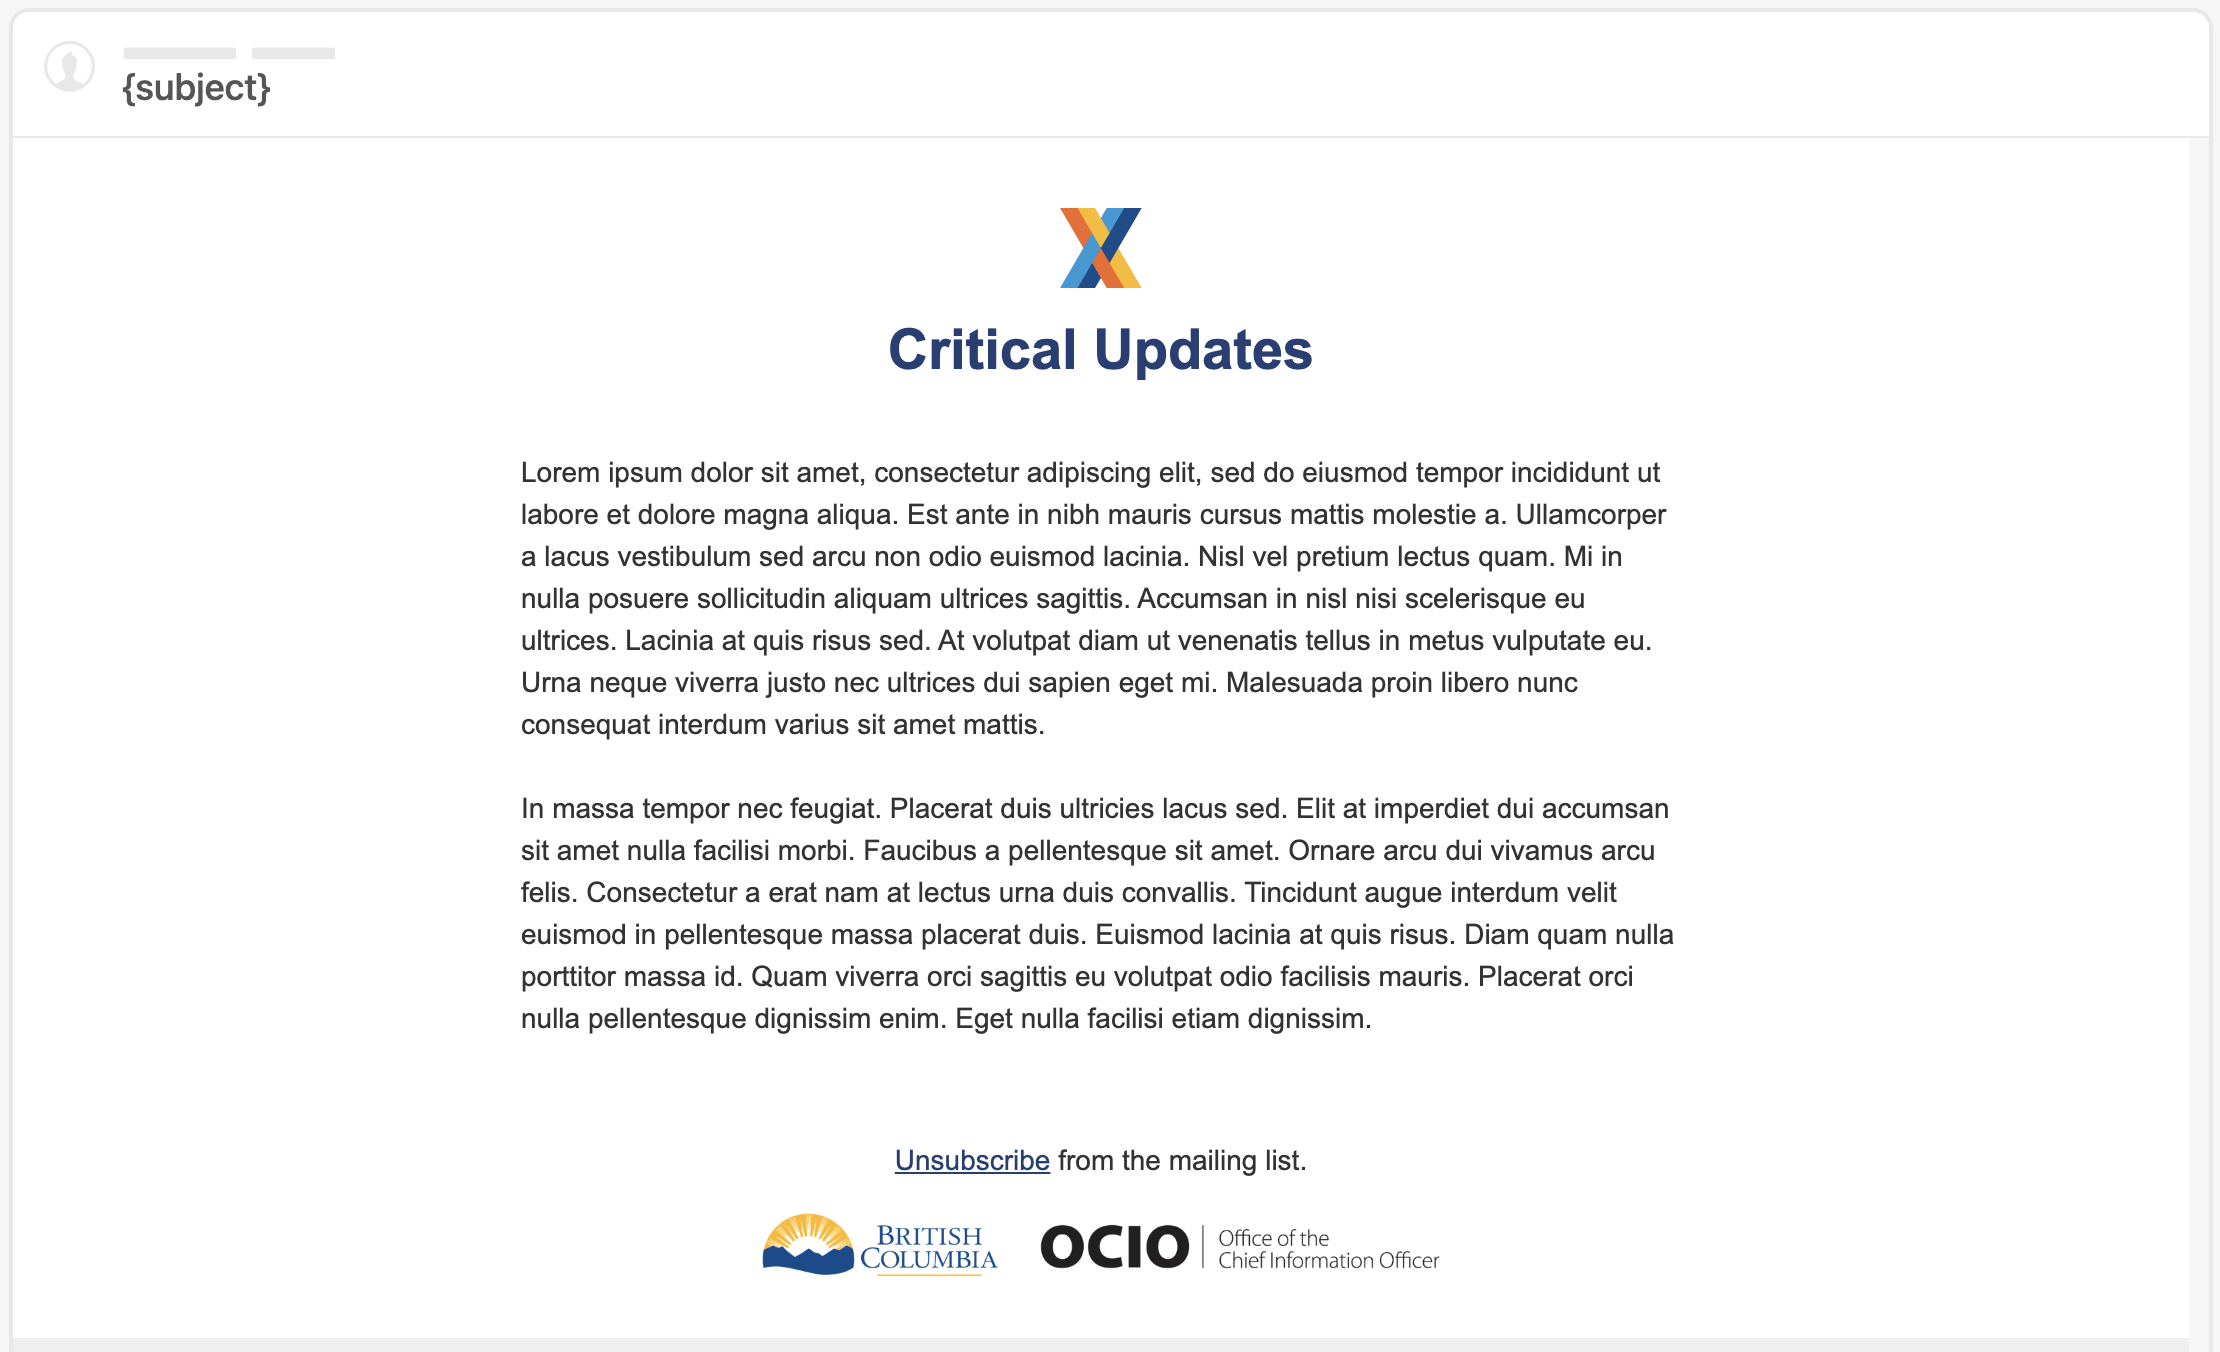 {subject}
Critical Updates
Lorem ipsum dolor sit amet, consectetur adipiscing elit, sed do eiusmod tempor incididunt ut
labore et dolore magna aliqua. Est ante in nibh mauris cursus mattis molestie a. Ullamcorper
a lacus vestibulum sed arcu non odio euismod lacinia. Nisl vel pretium lectus quam. Mi in
nulla posuere sollicitudin aliquam ultrices sagittis. Accumsan in nisl nisi scelerisque eu
ultrices. Lacinia at quis risus sed. At volutpat diam ut venenatis tellus in metus vulputate eu.
Urna neque viverra justo nec ultrices dui sapien eget mi. Malesuada proin libero nunc
consequat interdum varius sit amet mattis.
In massa tempor nec feugiat. Placerat duis ultricies lacus sed. Elit at imperdiet dui accumsan
sit amet nulla facilisi morbi. Faucibus a pellentesque sit amet. Ornare arcu dui vivamus arcu
felis. Consectetur a erat nam at lectus urna duis convallis. Tincidunt augue interdum velit
euismod in pellentesque massa placerat duis. Euismod lacinia at quis risus. Diam quam nulla
porttitor massa id. Quam viverra orci sagittis eu volutpat odio facilisis mauris. Placerat orci
nulla pellentesque dignissim enim. Eget nulla facilisi etiam dignissim.
Unsubscribe from the mailing list.
BRITISH
COLUMBIA
OCIO
Office of the
Chief Information Officer